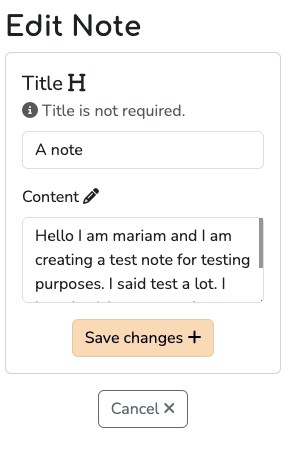 Edit Note
Title
Title is not required.
A note
Content
Hello I am mariam and I am
creating a test note for testing
purposes. I said test a lot. I
Save changes
Cancel